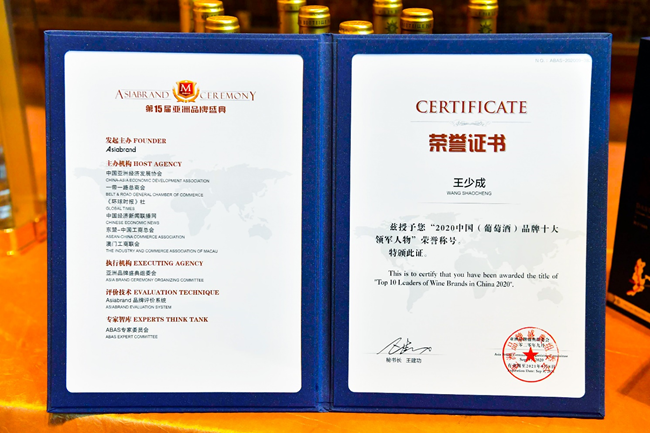 M
ASIABRAND CEREMONY
第15届亚洲品牌盛典
发起主办 FOUNDER
Asiabrand
主办机构 HOST AGENCY
中国亚洲经济发展协会
CHINA-ASIA ECONOMIC DEVELOPMENT ASSOCIATION
一带一路总商会
BELT & ROAD GENERAL CHAMBER OF COMMERCE
《环球时报》社
GLOBAL TIMES
中国经济新闻联播网
CHINESE ECONOMIC NEWS
东盟-中国工商总会
ASEAN-CHINA COMMERCE ASSOCIATION
澳门工商联会
THE INDUSTRY AND COMMERCE ASSOCIATION OF MACAU
执行机构 EXECUTING AGENCY
亚洲品牌盛典组委会
ASIA BRAND CEREMONY ORGANIZING COMMITTEE
评价技术 EVALUATION TECHNIQUE
Asiabrand 品牌评价系统
ASIABRAND EVALUATION SYSTEM
专家智库 EXPERTS THINK TANK
ABAS专家委员会
ABAS EXPERT COMMITTEE
CERTIFICATE
荣誉证书
王少成
WANG SHAOCHENG
兹授予您“2020中国（葡萄酒）品牌十大
领军人物”荣誉称号。
特颁此证。
This is to certify that you have been awarded the title of
"Top 10 Leaders of Wine Brands in China 2020".
秘书长 王建功